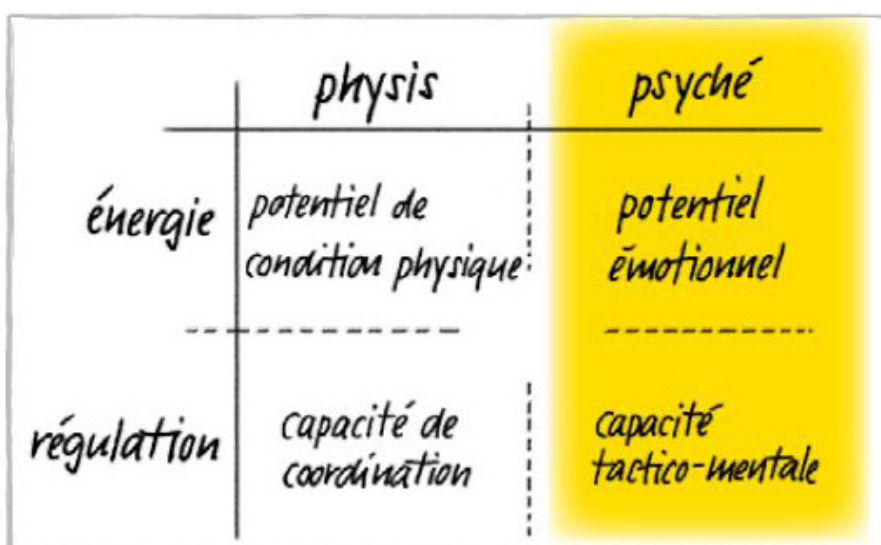 physis psyché
énergie potentiel de potentiel
condition physique émotionnel
régulation capacité de capacité
coordination tactico-mentale